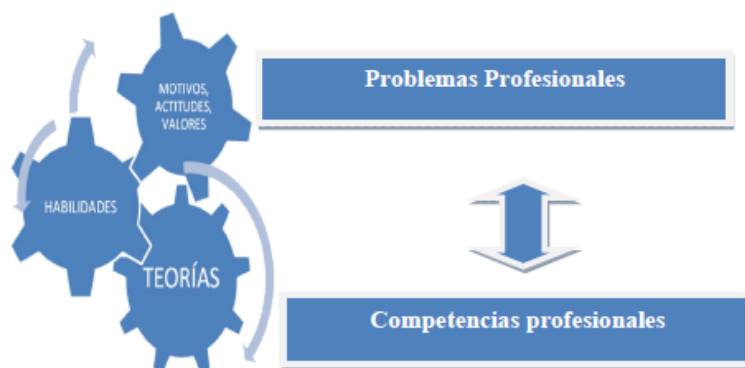 MOTIVOS,
ACTITUDES,
VALORES
Problemas Profesionales
HABILIDADES
TEORÍAS
Competencias profesionales